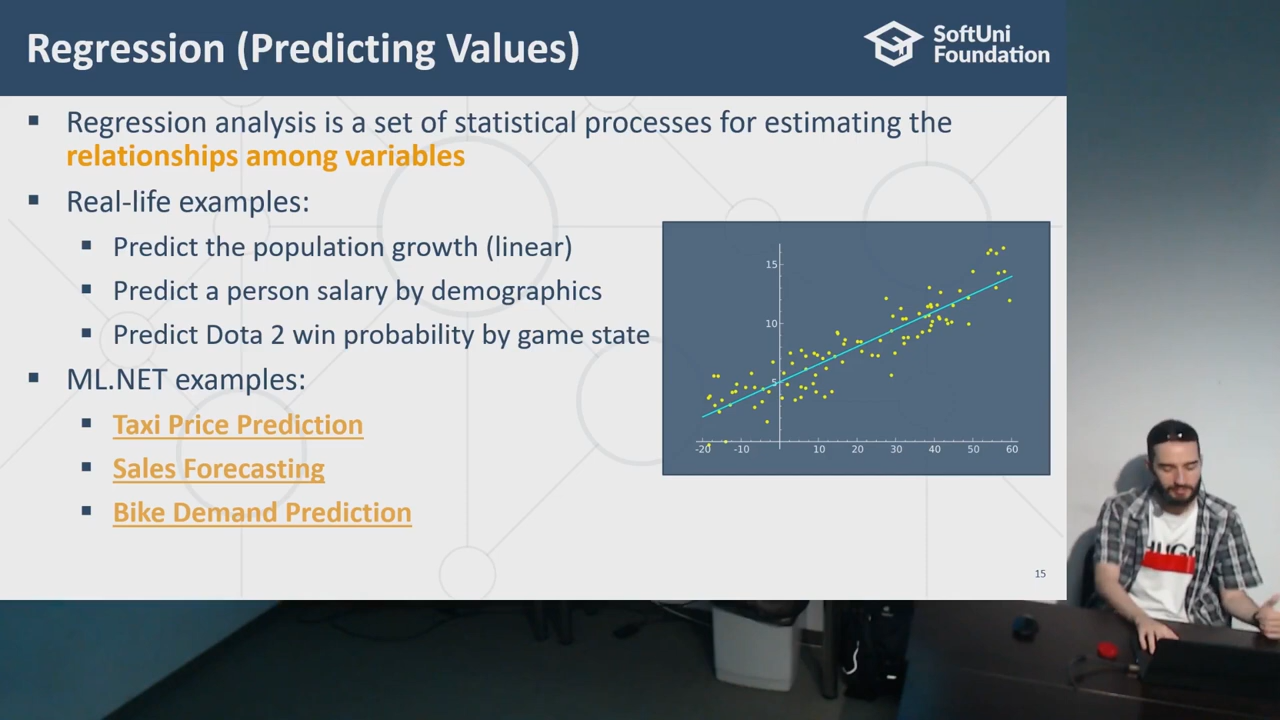 Regression (Predicting Values)
SoftUni
Foundation
▪ Regression analysis is a set of statistical processes for estimating the
relationships among variables
▪ Real-life examples:
▪ Predict the population growth (linear)
▪ Predict a person salary by demographics
▪ Predict Dota 2 win probability by game state
▪ ML.NET examples:
▪ Taxi Price Prediction
▪ Sales Forecasting
▪ Bike Demand Prediction
15
10
5
-20 -10 10 20 30 40 50 60
15
HUGO